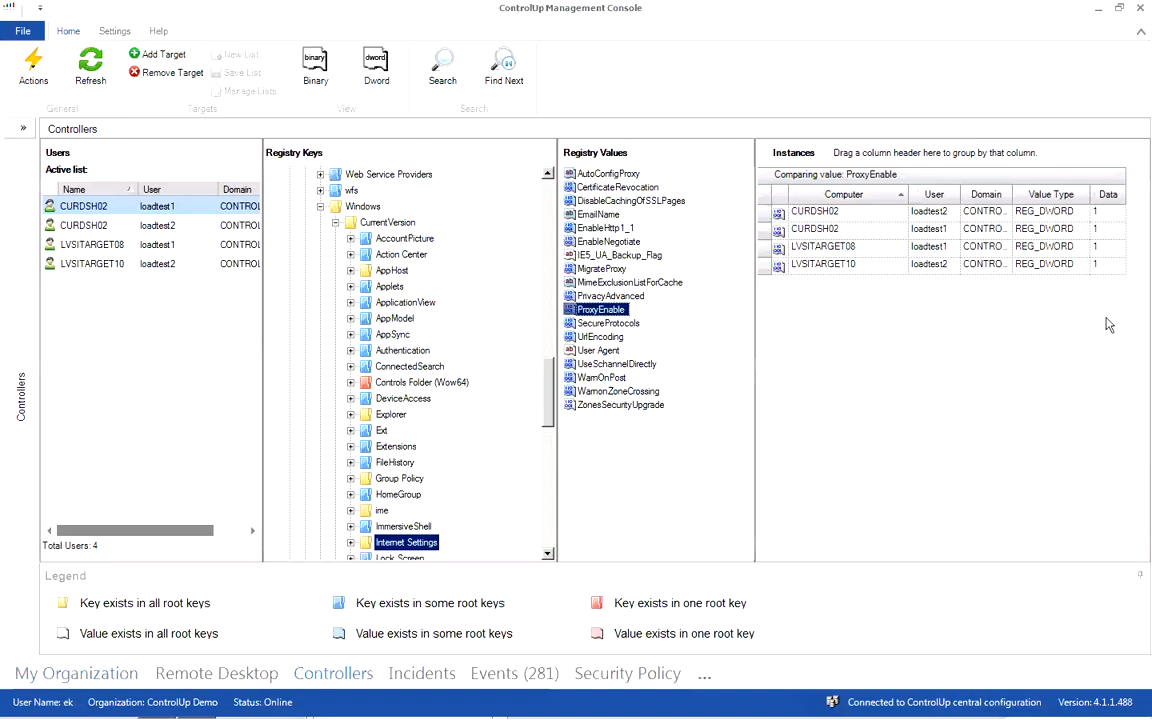 ControlUp Management Console
File Home Settings Help
Actions
Refresh
Add Target
Remove Target
New List
Save List
Manage Lists
binary
Binary
dword
Dword
Search
Find Next
General Targets View Search
Controllers
Users
Active list:
Name User Domain
CURDSH02 loadtest1 CONTROL
CURDSH02 loadtest2 CONTROL
LVSITARGET08 loadtest1 CONTROL
LVSITARGET10 loadtest2 CONTROL
Total Users: 4
Registry Keys
Web Service Providers
wfs
Windows
CurrentVersion
AccountPicture
Action Center
AppHost
Applets
ApplicationView
AppModel
AppSync
Authentication
ConnectedSearch
Controls Folder (Wow64)
DeviceAccess
Explorer
Ext
Extensions
FileHistory
Group Policy
HomeGroup
ime
ImmersiveShell
Internet Settings
Lock Screen
Registry Values
AutoConfigProxy
CertificateRevocation
DisableCachingOfSSLPages
EmailName
EnableHttp1_1
EnableNegotiate
IE5_UA_Backup_Flag
MigrateProxy
MimeExclusionListForCache
PrivacyAdvanced
ProxyEnable
SecureProtocols
UrlEncoding
User Agent
UseSchannelDirectly
WarnOnPost
WarnonZoneCrossing
ZonesSecurityUpgrade
Instances Drag a column header here to group by that column.
Comparing value: ProxyEnable
Computer User Domain Value Type Data
CURDSH02 loadtest2 CONTRO... REG_DWORD 1
CURDSH02 loadtest1 CONTRO... REG_DWORD 1
LVSITARGET08 loadtest1 CONTRO... REG_DWORD 1
LVSITARGET10 loadtest2 CONTRO... REG_DWORD 1
Controllers
Legend
Key exists in all root keys Key exists in some root keys Key exists in one root key
Value exists in all root keys Value exists in some root keys Value exists in one root key
My Organization Remote Desktop Controllers Incidents Events (281) Security Policy ...
User Name: ek Organization: ControlUp Demo Status: Online Connected to ControlUp central configuration Version: 4.1.1.488